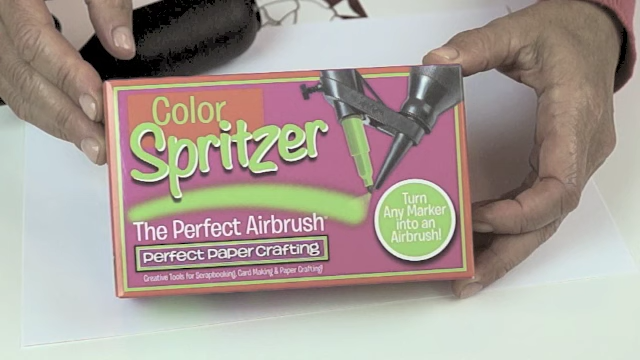 Color
Spritzer
The Perfect Airbrush
Perfect Paper Crafting
Creative Tools for Scrapbooking, Card Making & Paper Crafting!
Turn
Any Marker
into an
Airbrush!